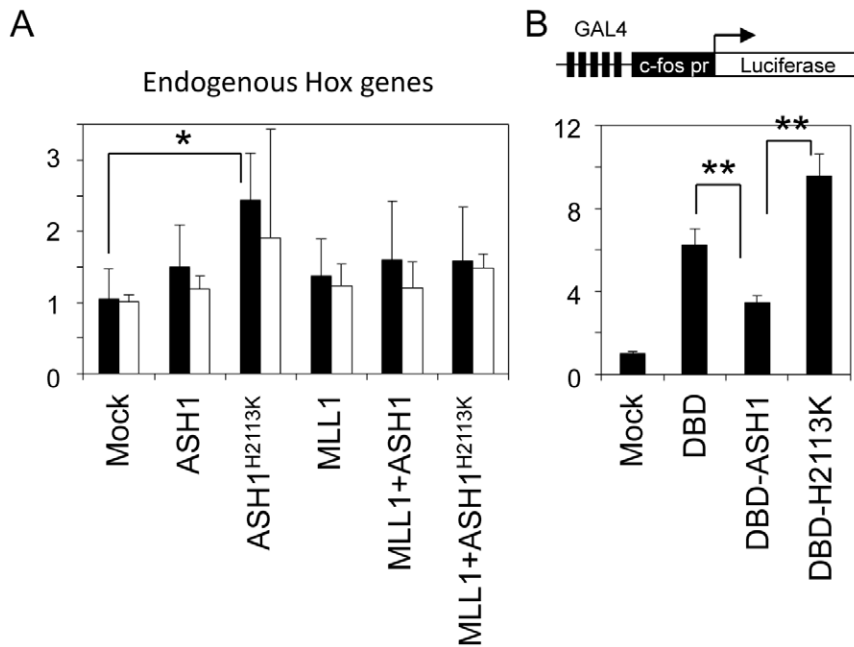 A
B
GAL4
c-fos pr
Luciferase
Endogenous Hox genes
3
2
1
0
*
Mock
ASH1
ASH1H2113K
MLL1
MLL1+ASH1
MLL1+ASH1H2113K
12
8
4
0
**
**
Mock
DBD
DBD-ASH1
DBD-H2113K